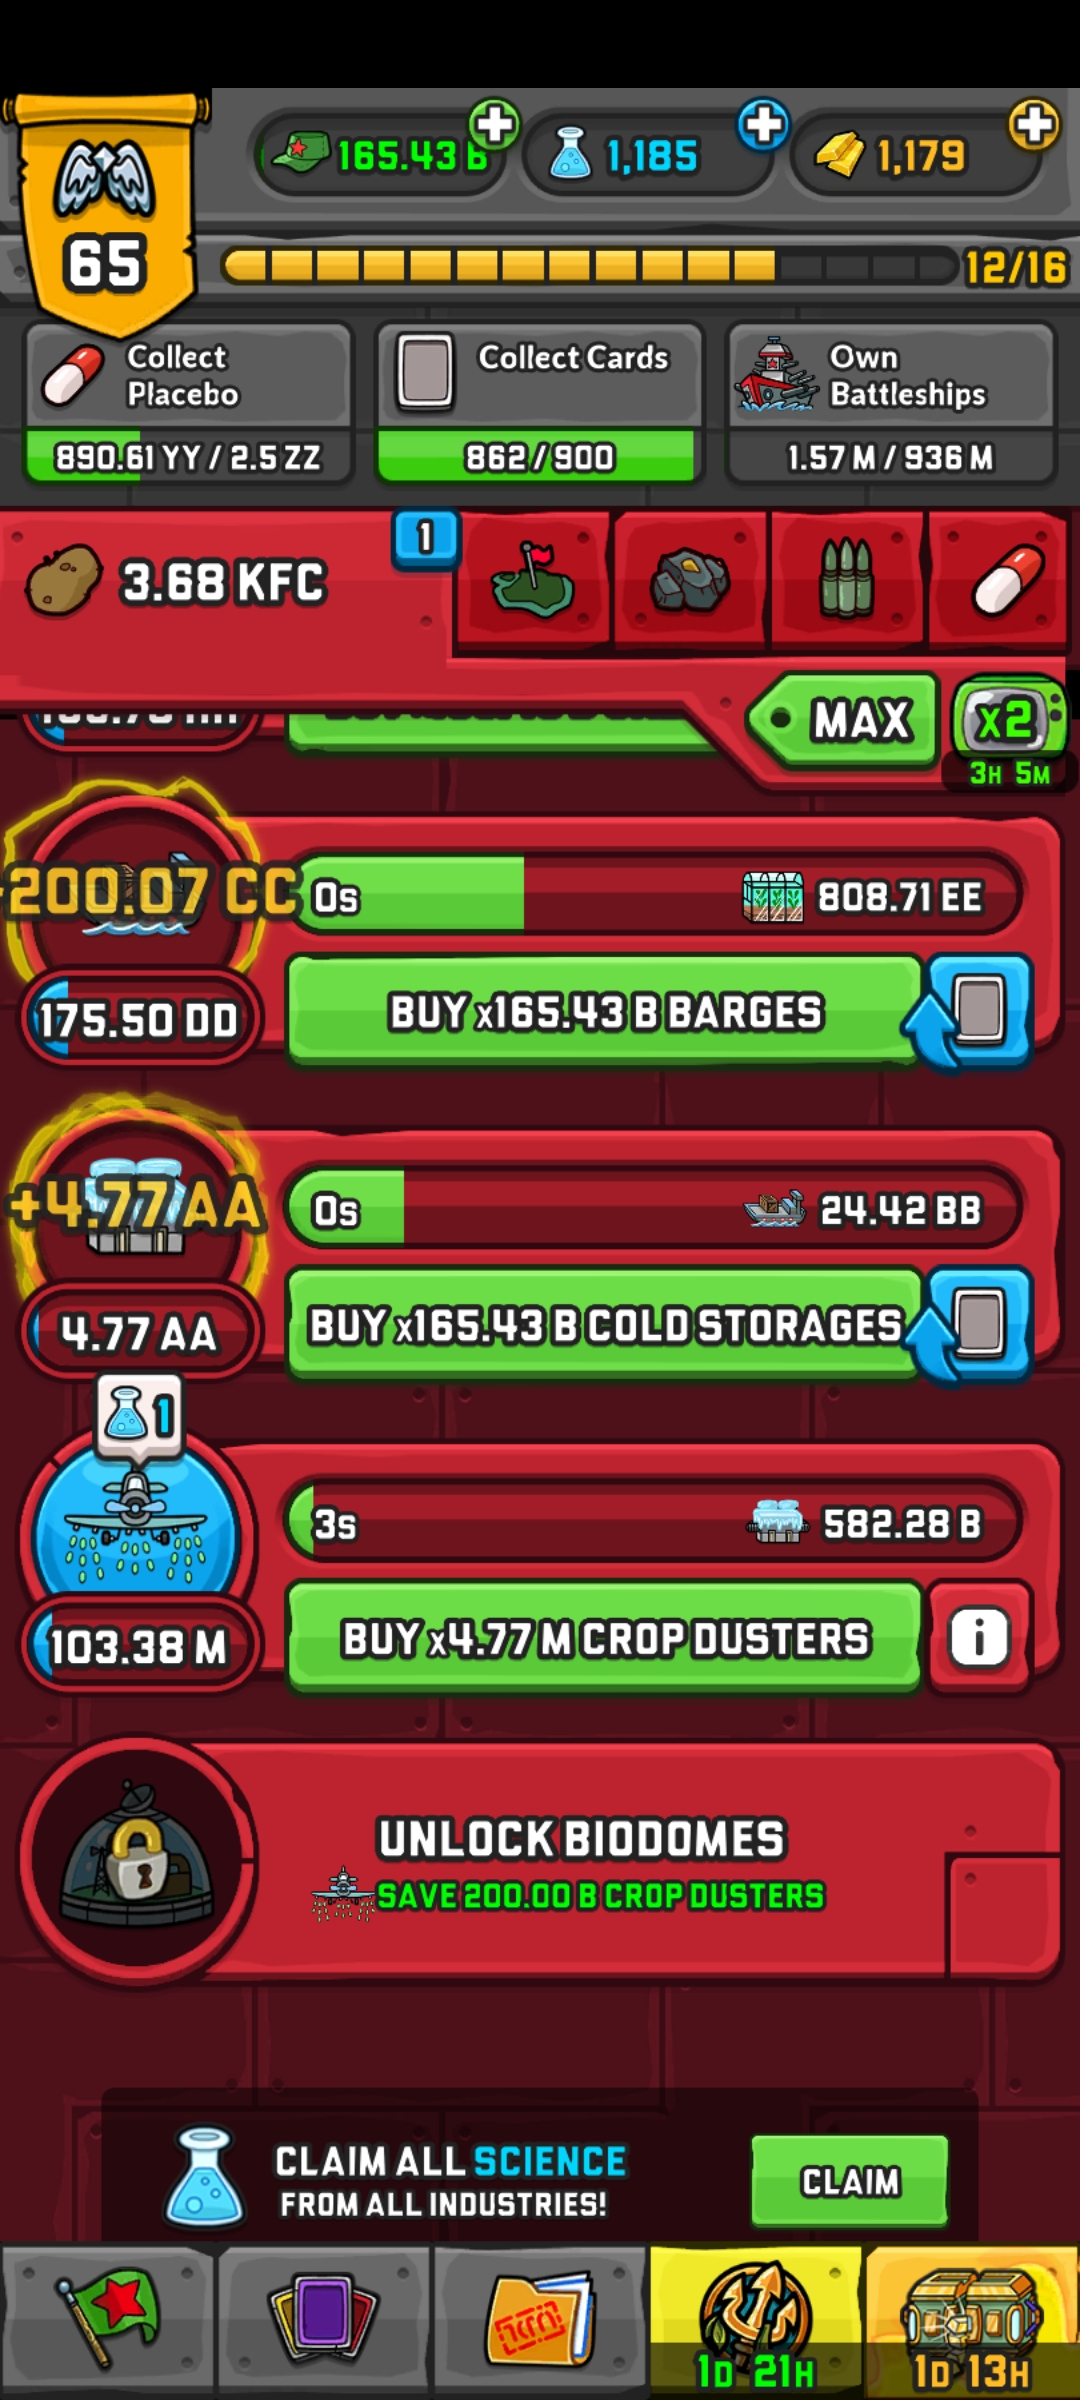 165.43 B
1,185
1,179
65
12/16
Collect
Placebo
Collect Cards
Own
Battleships
890.61 YY / 2.5 ZZ
862/900
1.57 M / 936 M
3.68 KFC
1
MAX
x2
3H 5M
200.07 CC
0s
808.71 EE
175.50 DD
BUY x165.43 B BARGES
+4.77 AA
0s
24.42 BB
4.77 AA
BUY x165.43 B COLD STORAGES
1
3s
582.28 B
103.38 M
BUY x4.77 M CROP DUSTERS
i
UNLOCK BIODOMES
SAVE 200.00 B CROP DUSTERS
CLAIM ALL SCIENCE
FROM ALL INDUSTRIES!
CLAIM
1D 21H
1D 13H